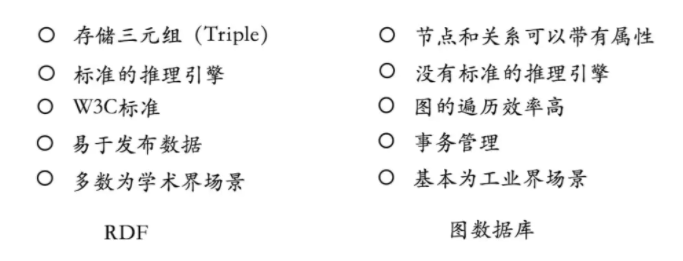 存储三元组（Triple）
标准的推理引擎
W3C标准
易于发布数据
多数为学术界场景
RDF
节点和关系可以带有属性
没有标准的推理引擎
图的遍历效率高
事务管理
基本为工业界场景
图数据库